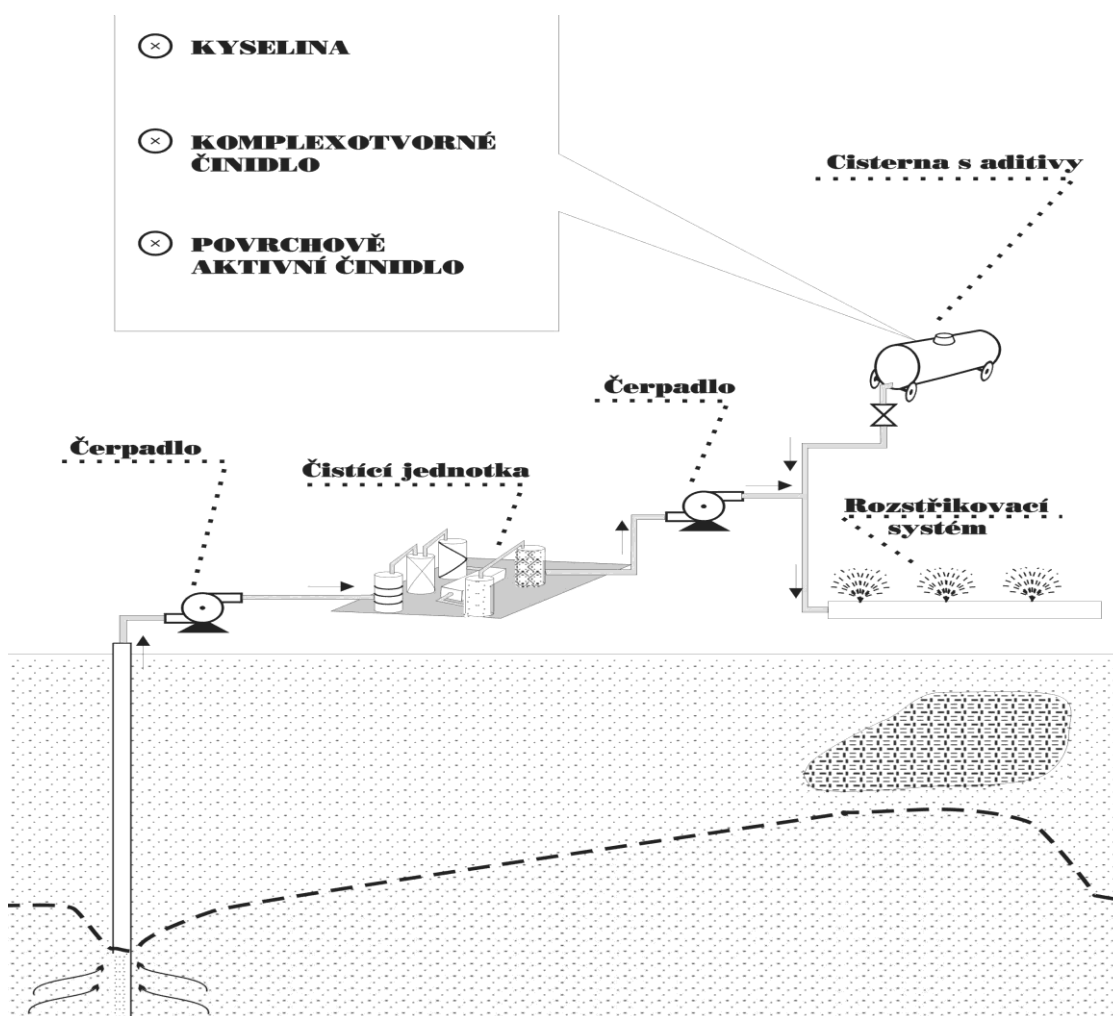 KYSELINA
KOMPLEXOTVORNÉ
ČINIDLO
POVRCHOVĚ
AKTIVNÍ ČINIDLO
Cisterna s aditivy
Čerpadlo
Čerpadlo
Čistící jednotka
Rozstřikovací
systém